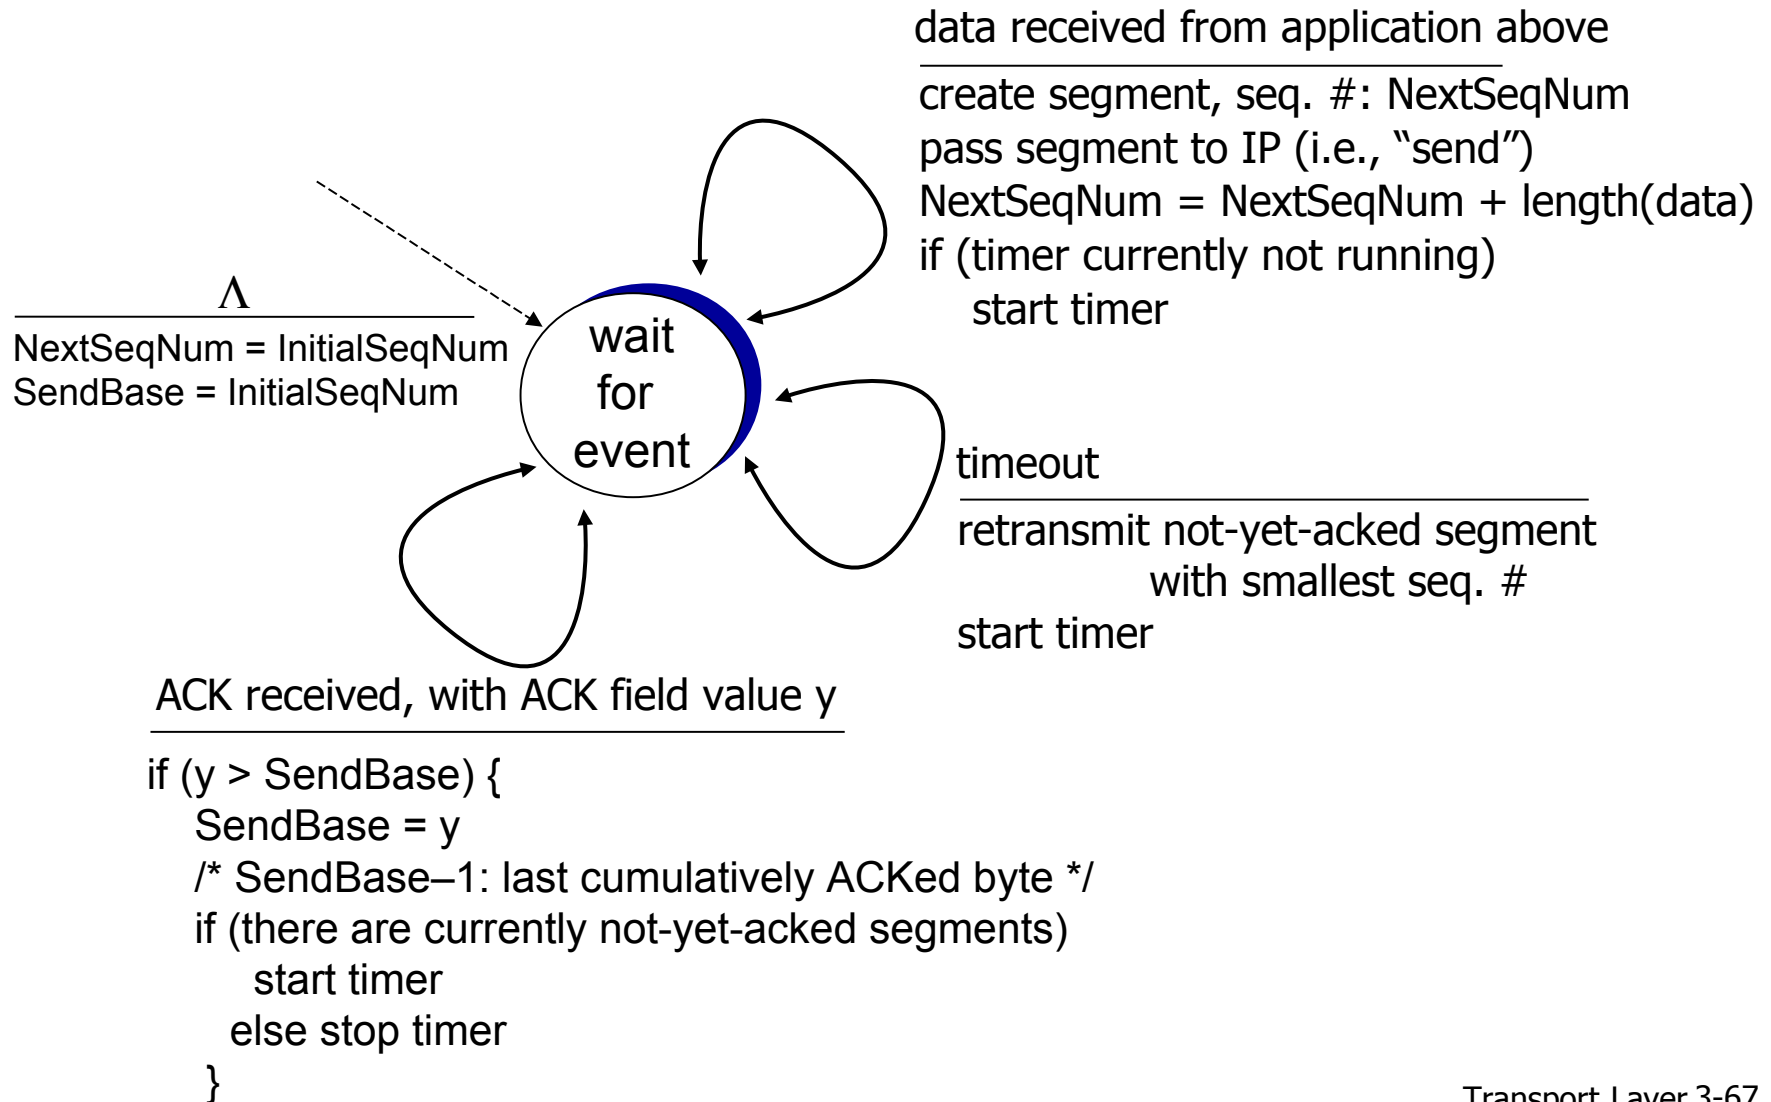 data received from application above
create segment, seq. #: NextSeqNum
pass segment to IP (i.e., “send”)
NextSeqNum = NextSeqNum + length(data)
if (timer currently not running)
start timer
Λ
NextSeqNum = InitialSeqNum
SendBase = InitialSeqNum
wait
for
event
timeout
retransmit not-yet-acked segment
with smallest seq. #
start timer
ACK received, with ACK field value y
if (y > SendBase) {
SendBase = y
/* SendBase–1: last cumulatively ACKed byte */
if (there are currently not-yet-acked segments)
start timer
else stop timer
}
Transport Layer 3-67